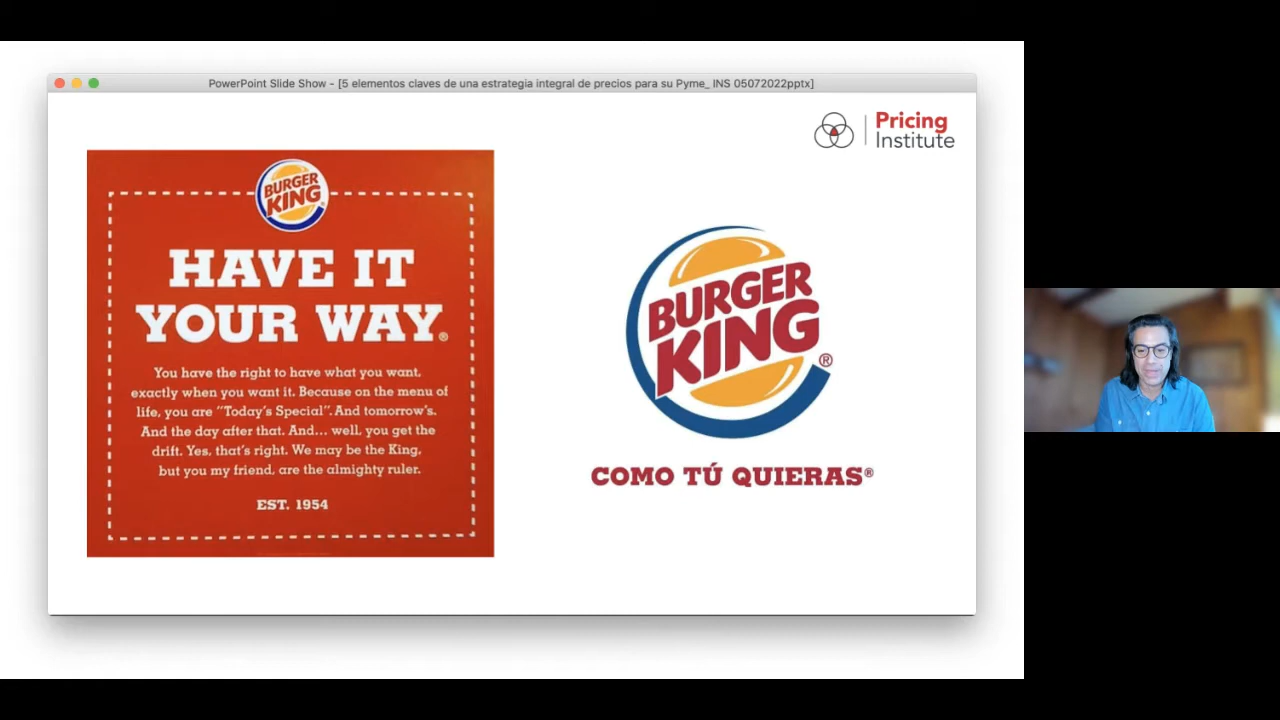 PowerPoint Slide Show - [5 elementos claves de una estrategia integral de precios para su Pyme_ INS 05072022pptx]
Pricing
Institute
BURGER
KING
HAVE IT
YOUR WAY®
You have the right to have what you want,
exactly when you want it. Because on the menu of
life, you are "Today's Special". And tomorrow's.
And the day after that. And... well, you get the
drift. Yes, that's right. We may be the King,
but you my friend, are the almighty ruler.
EST. 1954
BURGER
KING®
COMO TÚ QUIERAS®